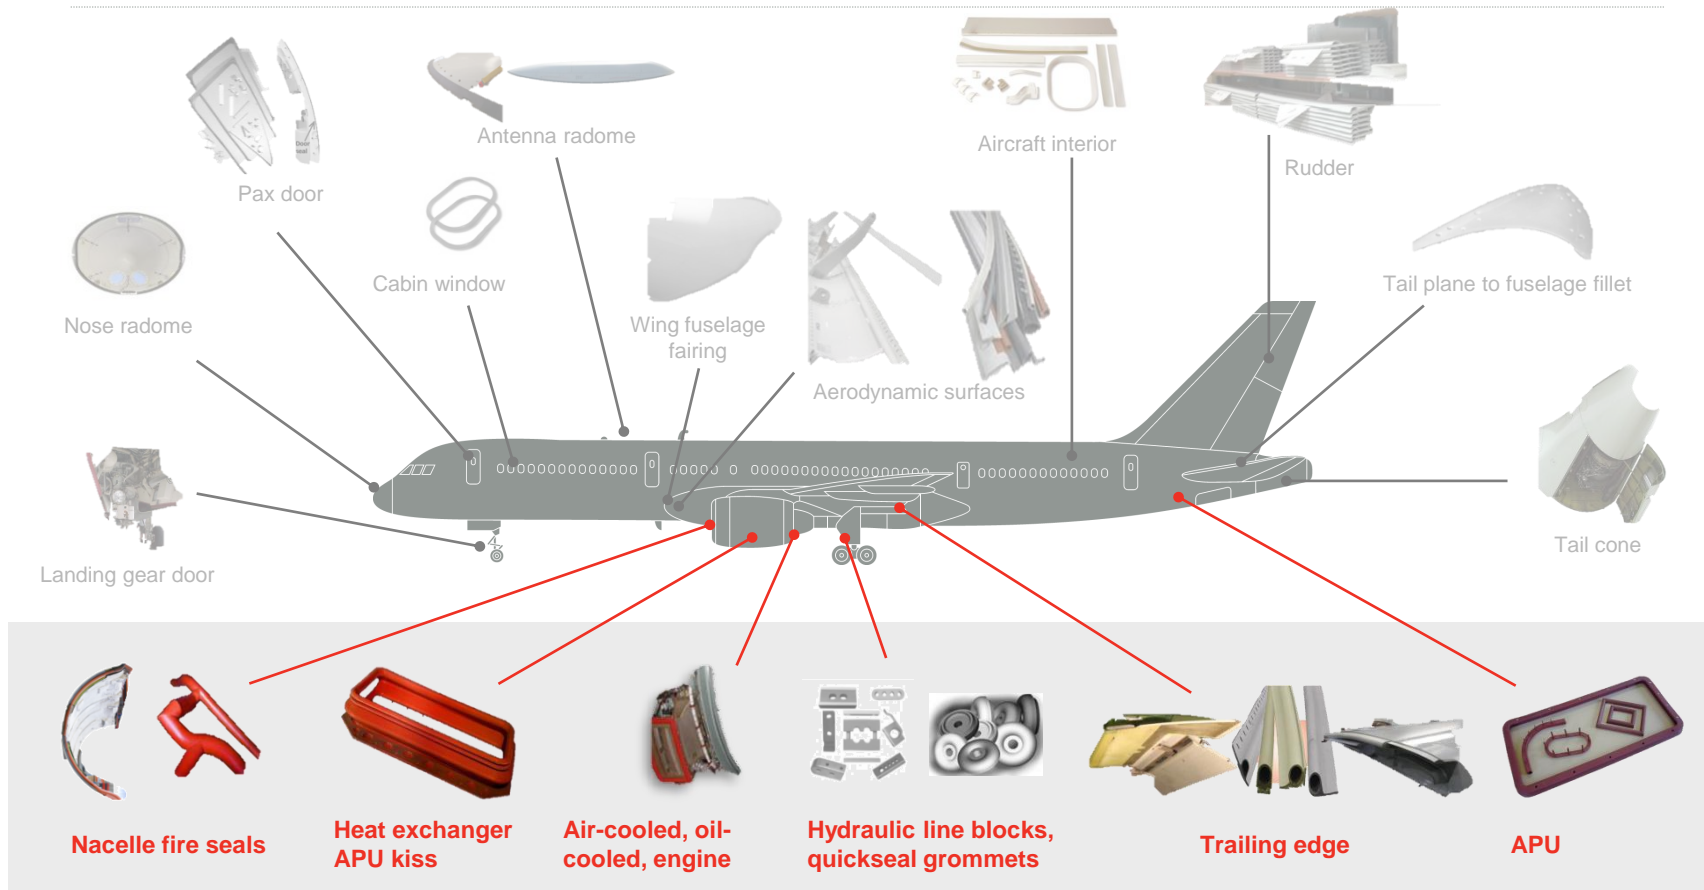 Antenna radome
Aircraft interior
Rudder
Door
Pax door
Cabin window
Tail plane to fuselage fillet
Nose radome
Wing fuselage
fairing
Aerodynamic surfaces
Landing gear door
Tail cone
Nacelle fire seals
Heat exchanger
APU kiss
Air-cooled, oil-
cooled, engine
Hydraulic line blocks,
quickseal grommets
Trailing edge
APU